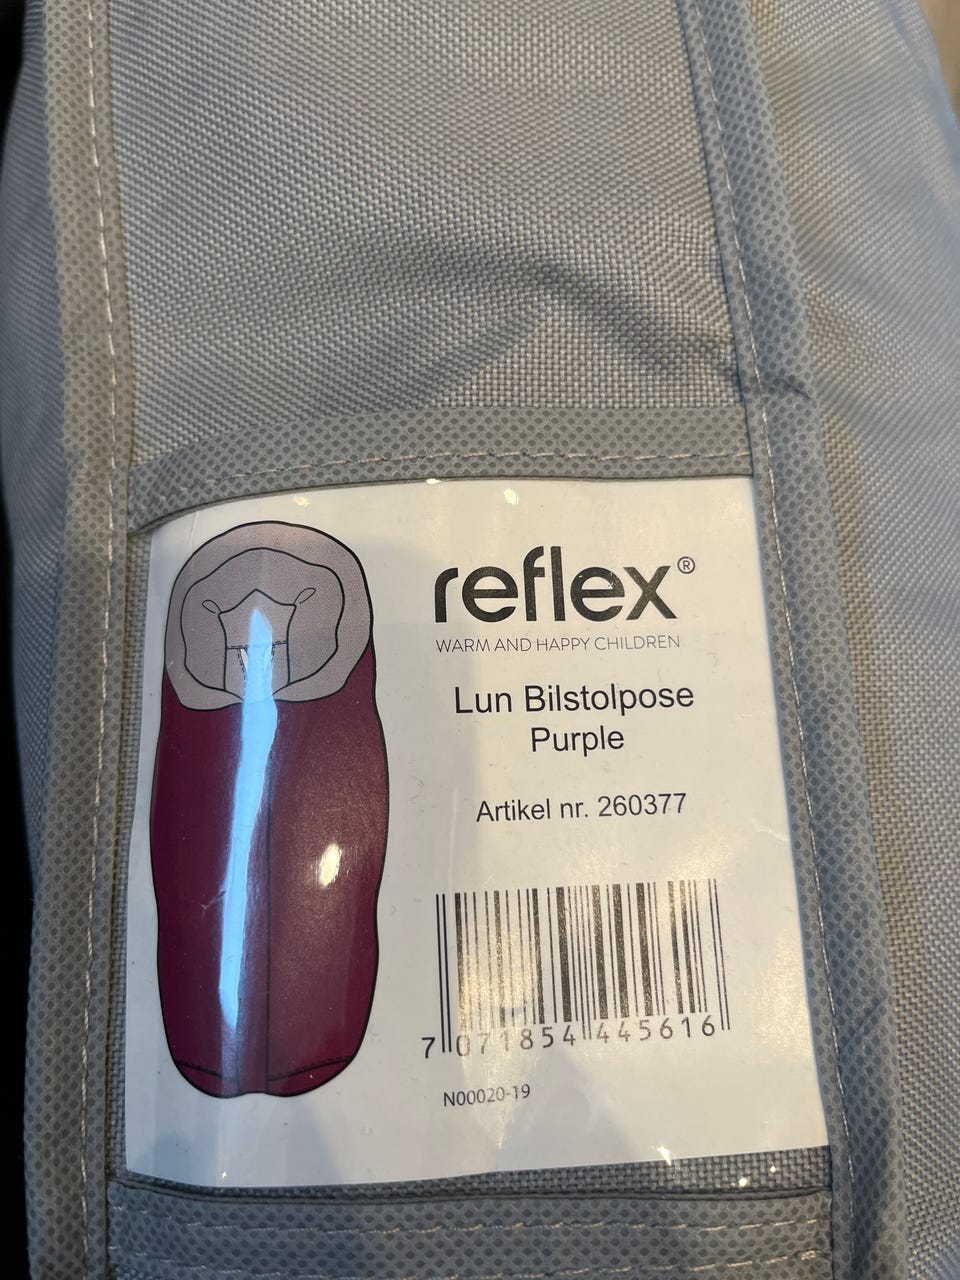 reflex®
WARM AND HAPPY CHILDREN
Lun Bilstolpose
Purple
Artikel nr. 260377
7 071854 445616
N00020-19